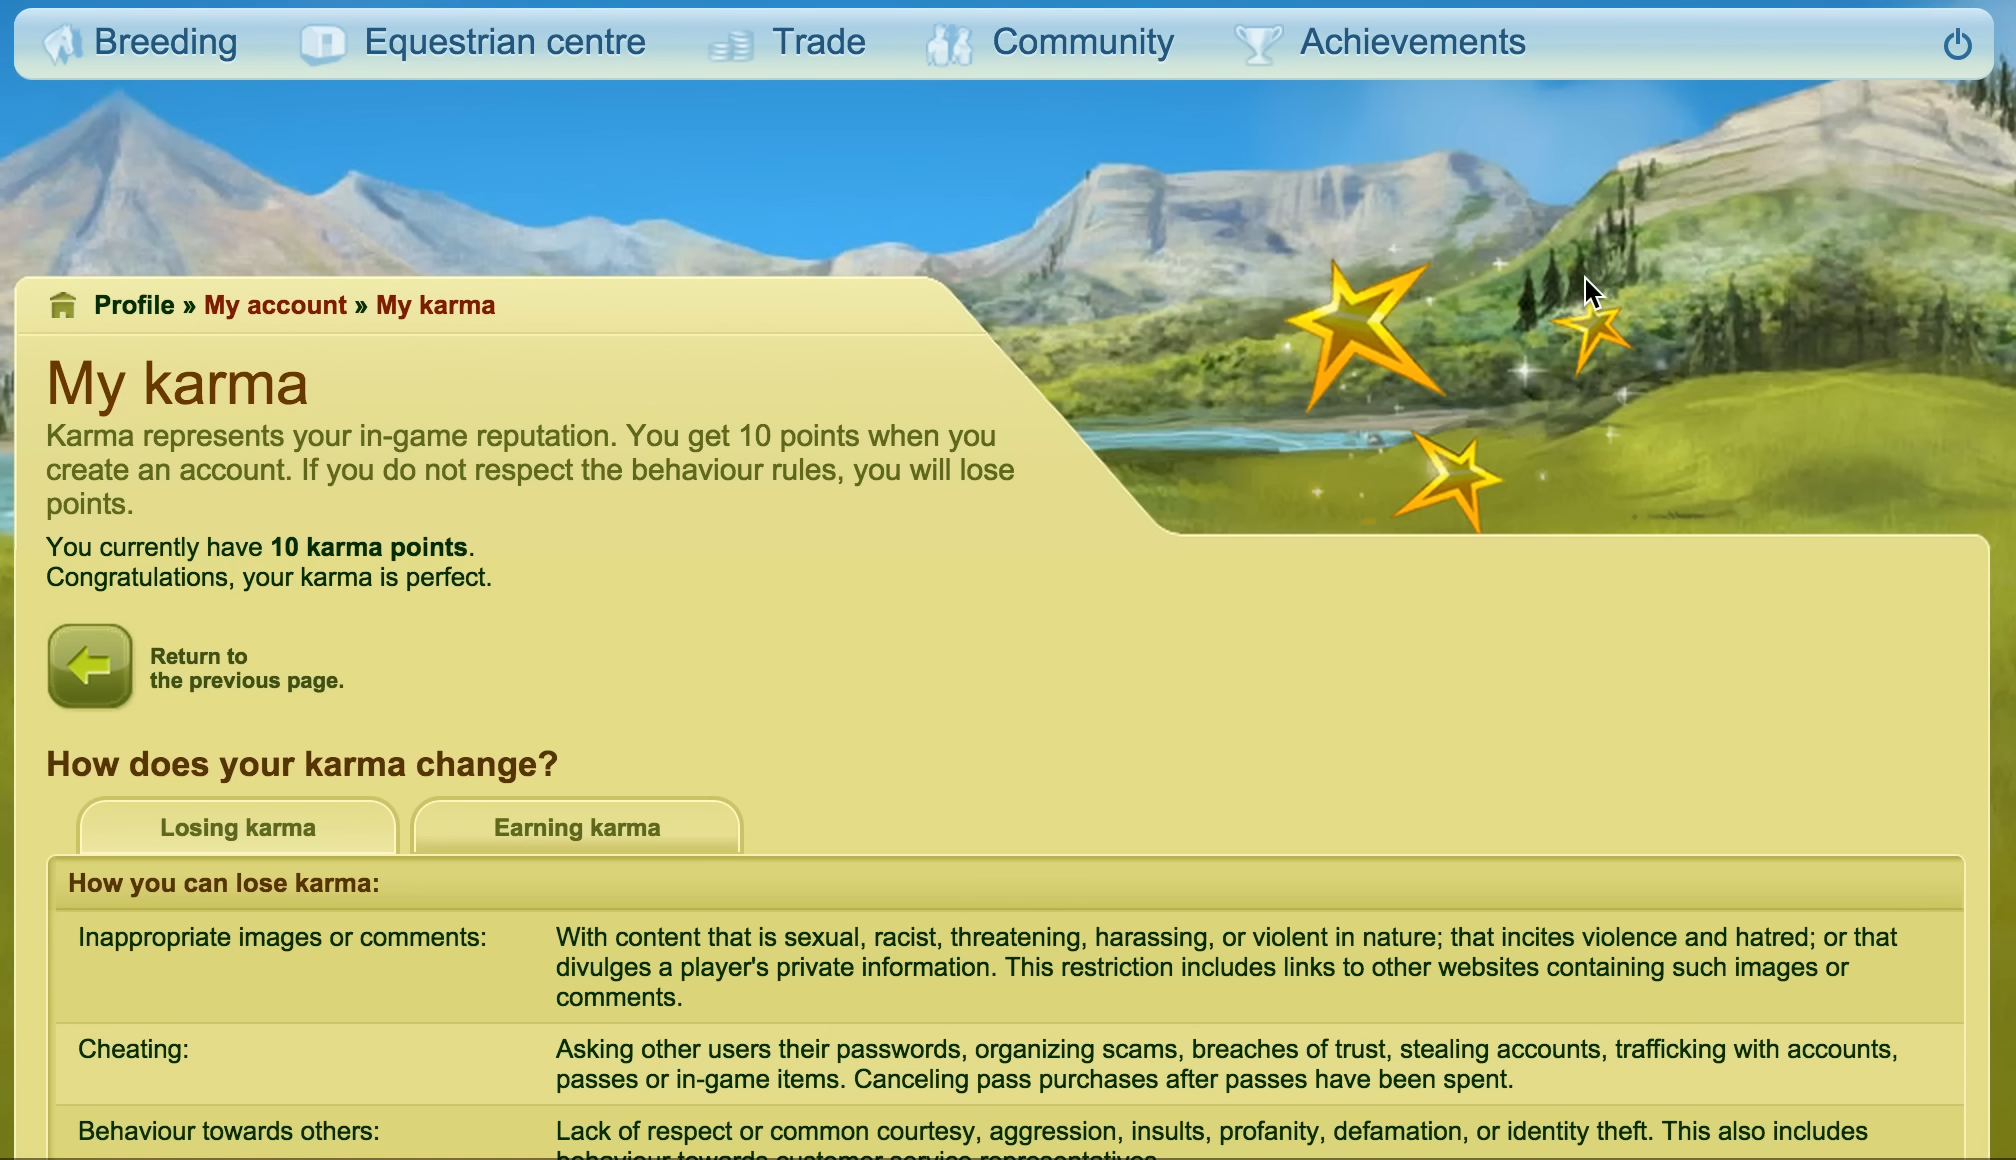 Breeding Equestrian centre Trade Community Achievements
Profile » My account » My karma
My karma
Karma represents your in-game reputation. You get 10 points when you
create an account. If you do not respect the behaviour rules, you will lose
points.
You currently have 10 karma points.
Congratulations, your karma is perfect.
Return to
the previous page.
How does your karma change?
Losing karma Earning karma
How you can lose karma:
Inappropriate images or comments: With content that is sexual, racist, threatening, harassing, or violent in nature; that incites violence and hatred; or that
divulges a player's private information. This restriction includes links to other websites containing such images or
comments.
Cheating: Asking other users their passwords, organizing scams, breaches of trust, stealing accounts, trafficking with accounts,
passes or in-game items. Canceling pass purchases after passes have been spent.
Behaviour towards others: Lack of respect or common courtesy, aggression, insults, profanity, defamation, or identity theft. This also includes
behaviour towards customer service representatives.